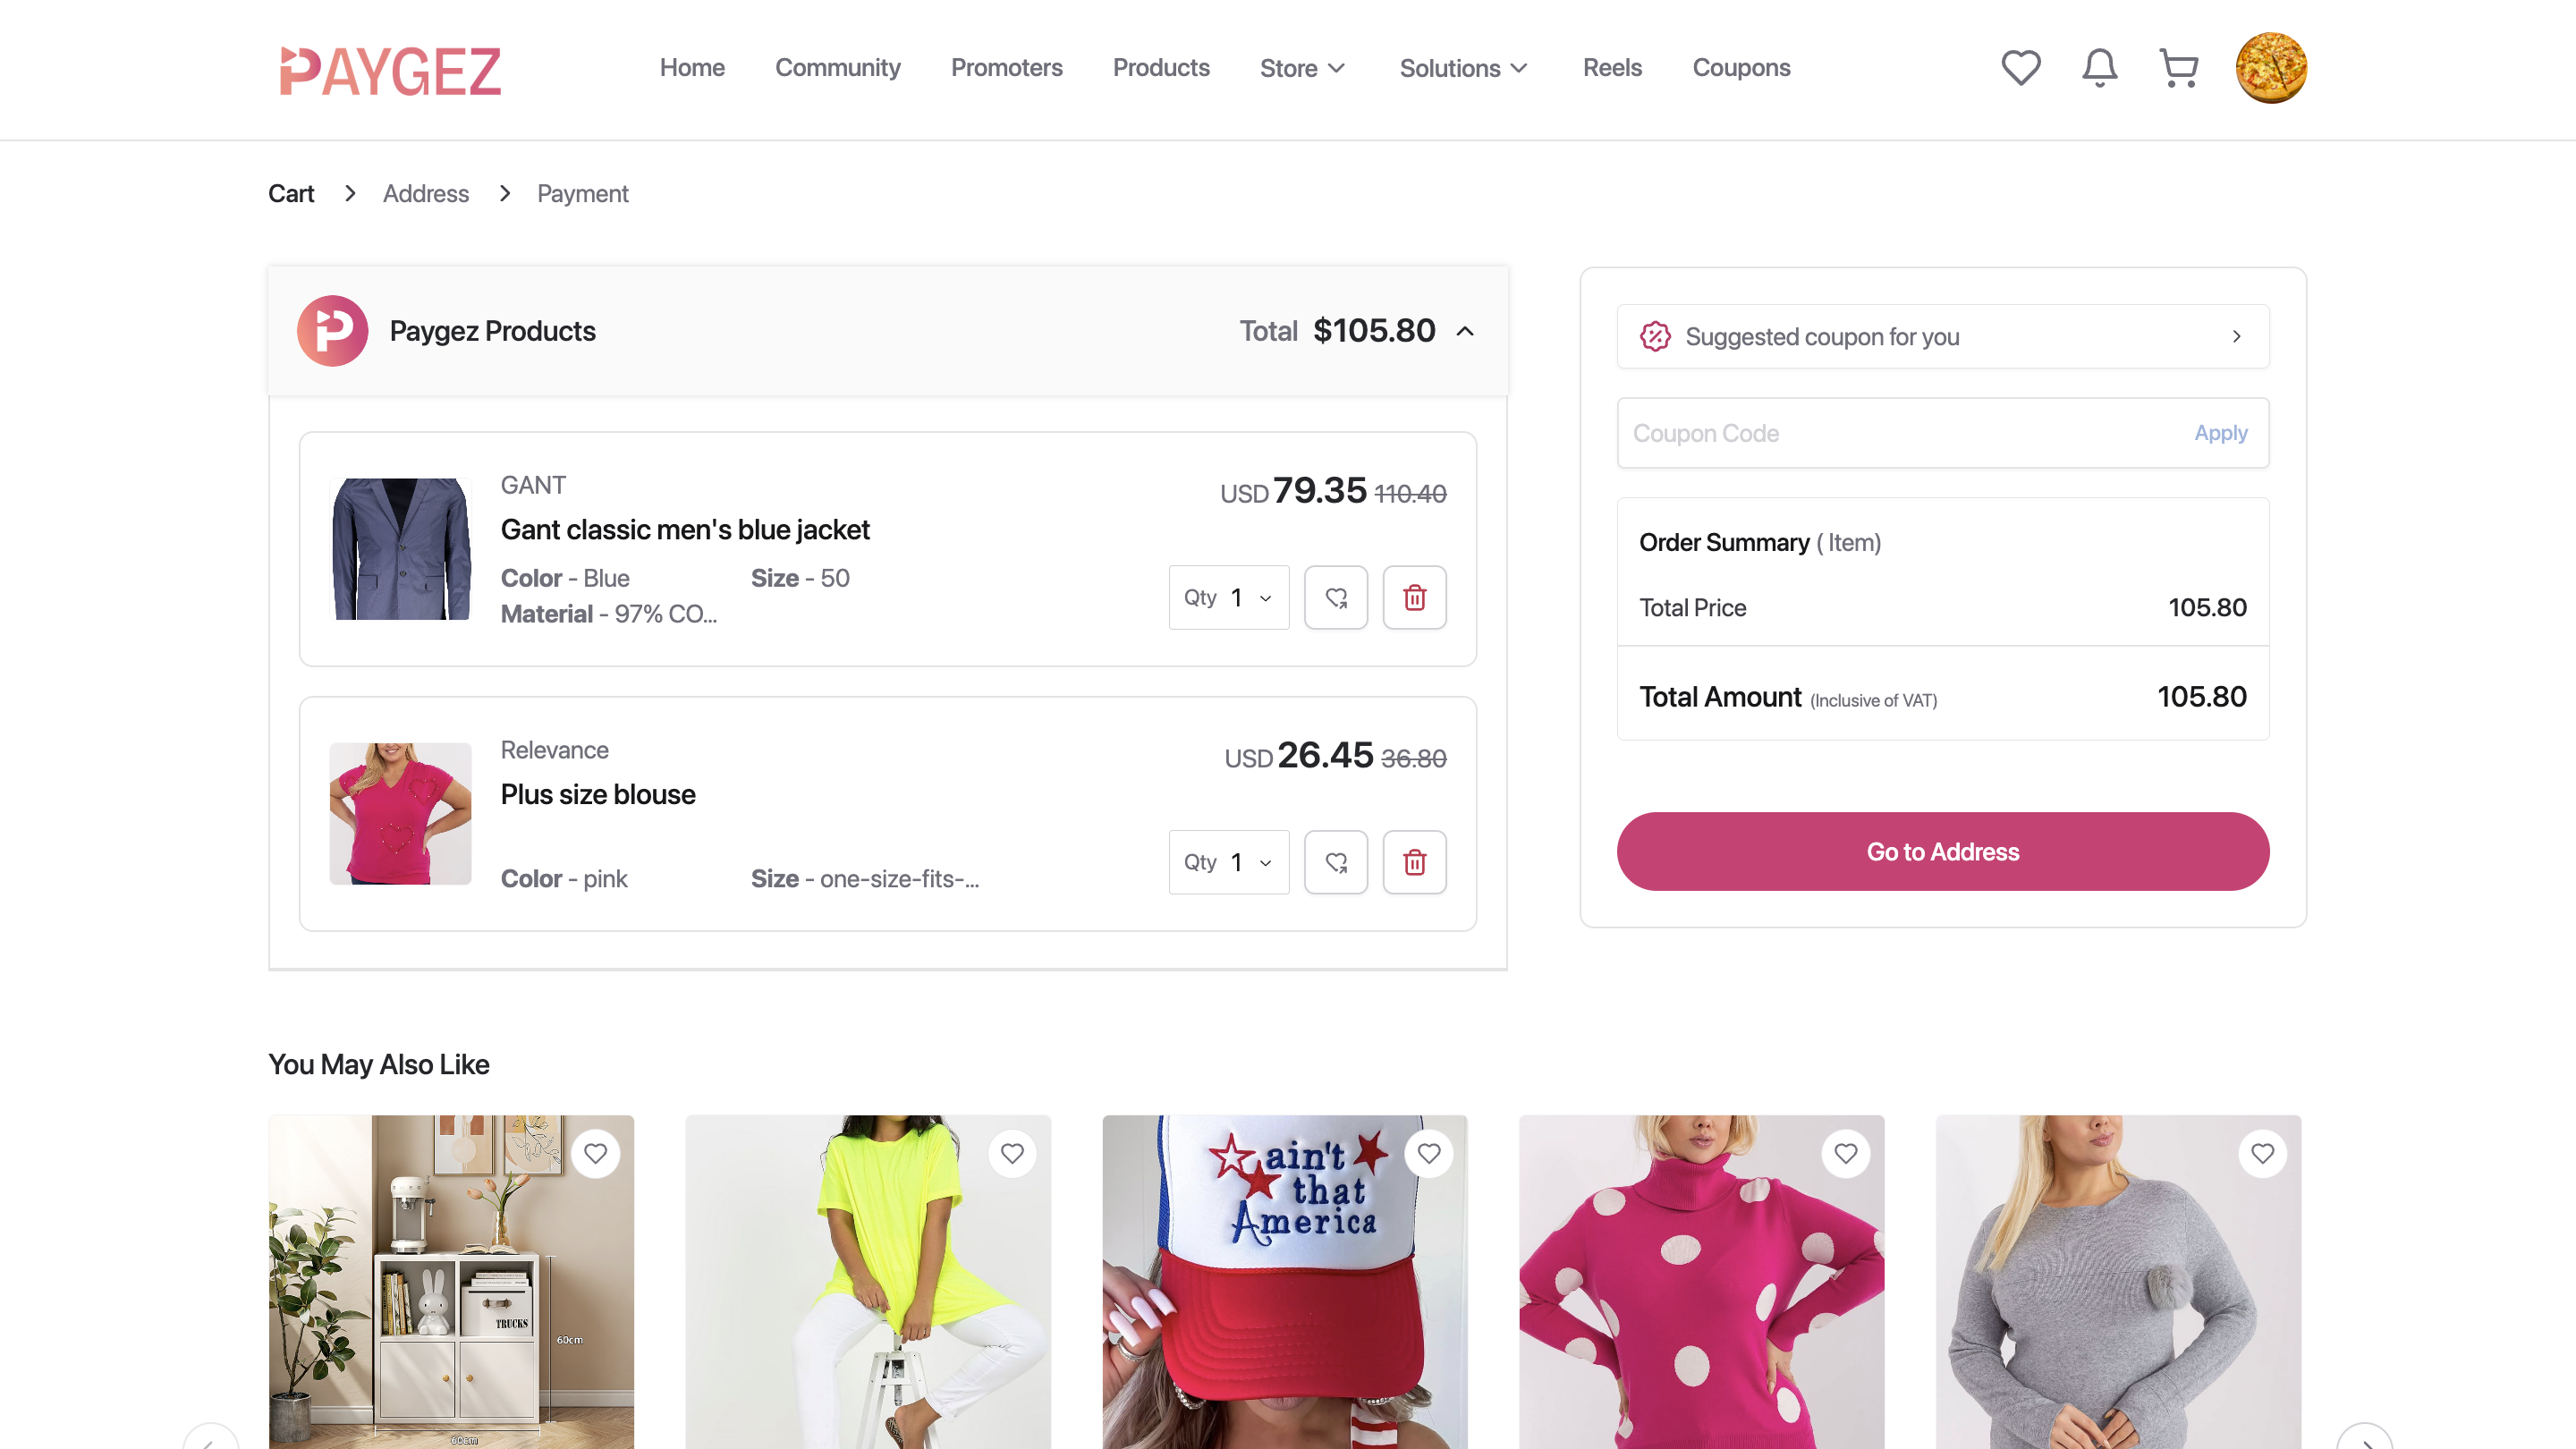 PAYGEZ
Home Community Promoters Products Store Solutions Reels Coupons
Cart > Address > Payment
Paygez Products
Total $105.80
GANT
USD 79.35 110.40
Gant classic men's blue jacket
Color - Blue Size - 50
Material - 97% CO...
Qty 1
Relevance
USD 26.45 36.80
Plus size blouse
Color - pink Size - one-size-fits-...
Qty 1
Suggested coupon for you
Coupon Code Apply
Order Summary ( Item)
Total Price 105.80
Total Amount (Inclusive of VAT) 105.80
Go to Address
You May Also Like
TRUCKS
60cm
60cm
ain't
that
America